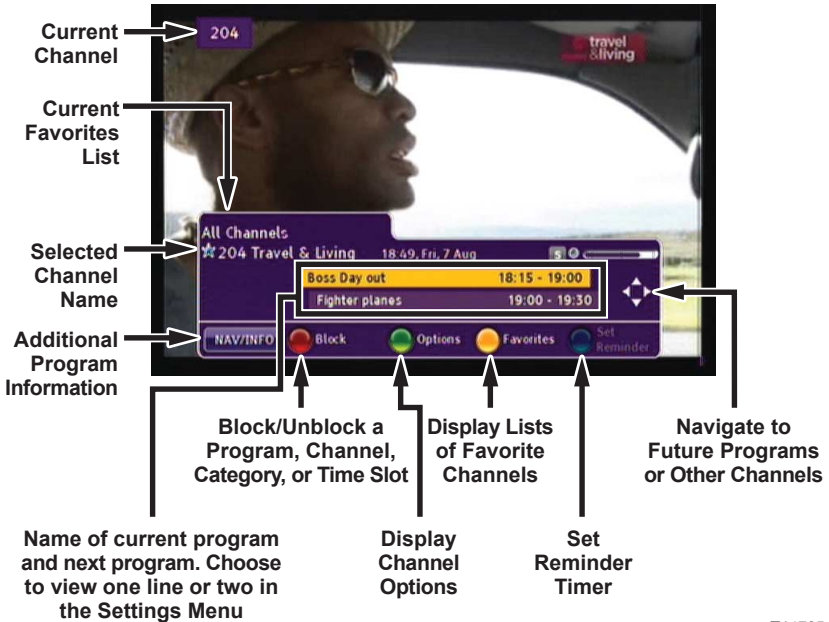 Current
Channel
204
travel
&living
Current
Favorites
List
All Channels
Selected
Channel
Name
204 Travel & Living 18:49, Fri, 7 Aug S
Boss Day out 18:15 - 19:00
Fighter planes 19:00 - 19:30
Additional
Program
Information
NAV/INFO Block Options Favorites Set
Reminder
Block/Unblock a
Program, Channel,
Category, or Time Slot
Display Lists
of Favorite
Channels
Navigate to
Future Programs
or Other Channels
Name of current program
and next program. Choose
to view one line or two in
the Settings Menu
Display
Channel
Options
Set
Reminder
Timer